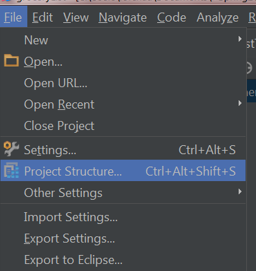 File Edit View Navigate Code Analyze
New
Open...
Open URL...
Open Recent
Close Project
Settings... Ctrl+Alt+S
Project Structure... Ctrl+Alt+Shift+S
Other Settings
Import Settings...
Export Settings...
Export to Eclipse...